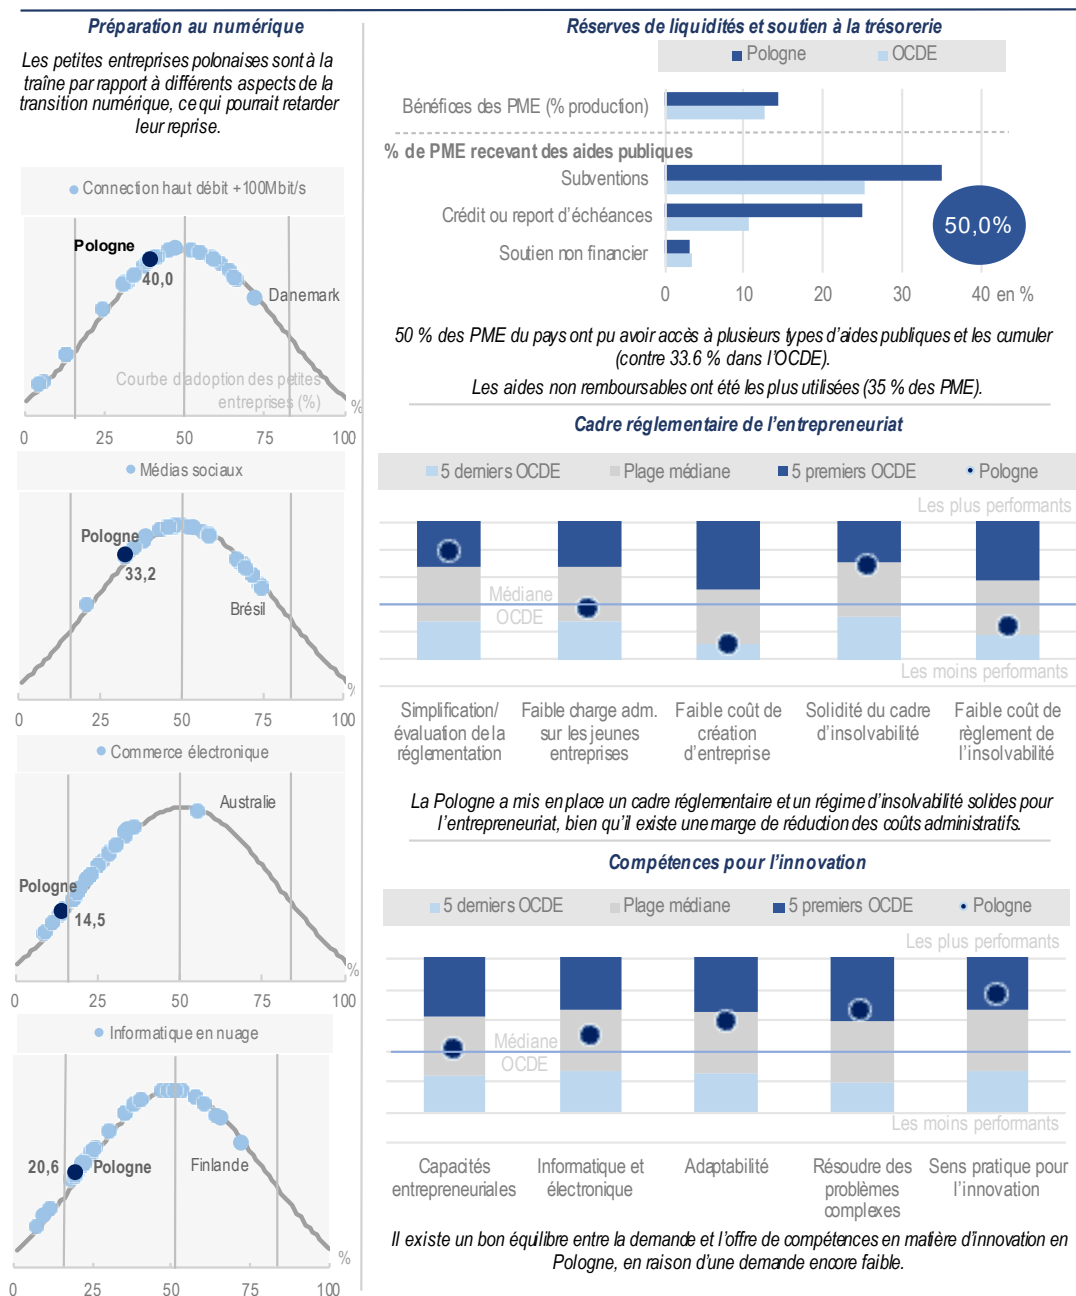 Préparation au numérique
Les petites entreprises polonaises sont à la
traîne par rapport à différents aspects de la
transition numérique, ce qui pourrait retarder
leur reprise.
Connection haut débit +100Mbit/s
Pologne
40,0
Danemark
Courbe d'adoption des petites
entreprises (%)
%
0 25 50 75 100
Médias sociaux
Pologne
33,2
Brésil
%
0 25 50 75 100
Commerce électronique
Australie
Pologne
14,5
%
0 25 50 75 100
Informatique en nuage
20,6 Pologne
Finlande
0 25 50 75 100
Réserves de liquidités et soutien à la trésorerie
Pologne OCDE
Bénéfices des PME (% production)
% de PME recevant des aides publiques
Subventions
Crédit ou report d'échéances
Soutien non financier
50,0%
0 10 20 30 40 en %
50 % des PME du pays ont pu avoir accès à plusieurs types d'aides publiques et les cumuler
(contre 33.6 % dans l'OCDE).
Les aides non remboursables ont été les plus utilisées (35 % des PME).
Cadre réglementaire de l'entrepreneuriat
5 derniers OCDE Plage médiane 5 premiers OCDE Pologne
Les plus performants
Médiane
OCDE
Les moins performants
Simplification/
évaluation de la
réglementation
Faible charge adm.
sur les jeunes
entreprises
Faible coût de
création
d'entreprise
Solidité du cadre
d'insolvabilité
Faible coût de
règlement de
l'insolvabilité
La Pologne a mis en place un cadre réglementaire et un régime d'insolvabilité solides pour
l'entrepreneuriat, bien qu'il existe une marge de réduction des coûts administratifs.
Compétences pour l'innovation
5 derniers OCDE Plage médiane 5 premiers OCDE Pologne
Les plus performants
Médiane
OCDE
Les moins performants
Capacités
entrepreneuriales
Informatique et
électronique
Adaptabilité
Résoudre des
problèmes
complexes
Sens pratique pour
l'innovation
Il existe un bon équilibre entre la demande et l'offre de compétences en matière d'innovation en
Pologne, en raison d'une demande encore faible.